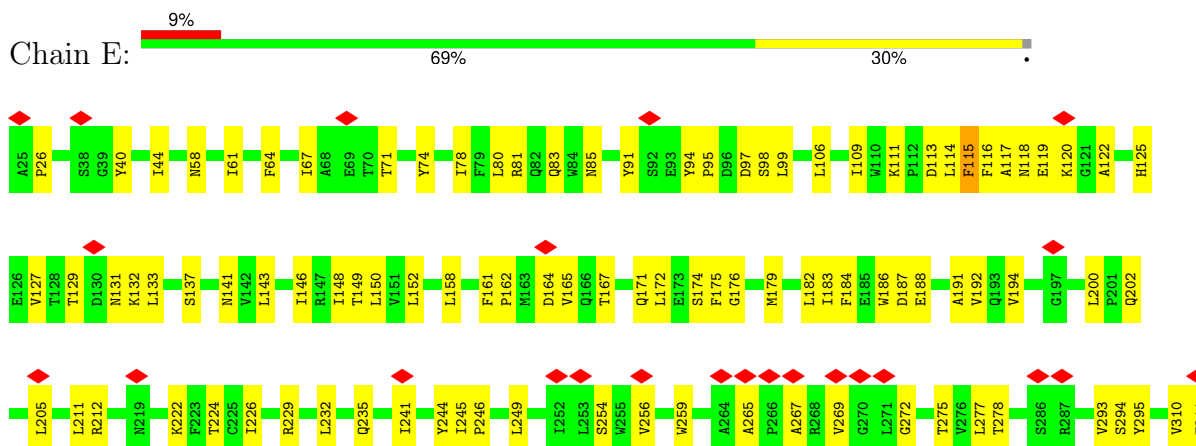 9%
Chain E:
69% 30% •
A25 P26 S38 G39 Y40 I44 N58 I61 F64 I67 A68 E69 T70 T71 Y74 I78 F79 L80 R81 Q82 Q83 W84 N85 Y91 S92 E93 Y94 P95 D96 D97 S98 L99 L106 I109 W110 K111 P112 D113 L114 F115 F116 A117 N118 E119 K120 G121 A122 H125
E126 V127 T128 T129 D130 N131 K132 L133 S137 N141 V142 L143 I146 R147 I148 T149 L150 V151 L152 L158 F161 P162 M163 D164 V165 Q166 T167 Q171 L172 E173 S174 F175 G176 M179 L182 I183 F184 E185 W186 D187 E188 A191 V192 Q193 V194 G197 L200 P201 Q202
L205 L211 R212 N219 K222 F223 T224 C225 I226 R229 L232 Q235 I241 Y244 I245 P246 L249 I252 L253 S254 W255 V256 W259 A264 A265 P266 A267 R268 V269 G270 L271 G272 T275 V276 L277 T278 S286 R287 V293 S294 Y295 V310